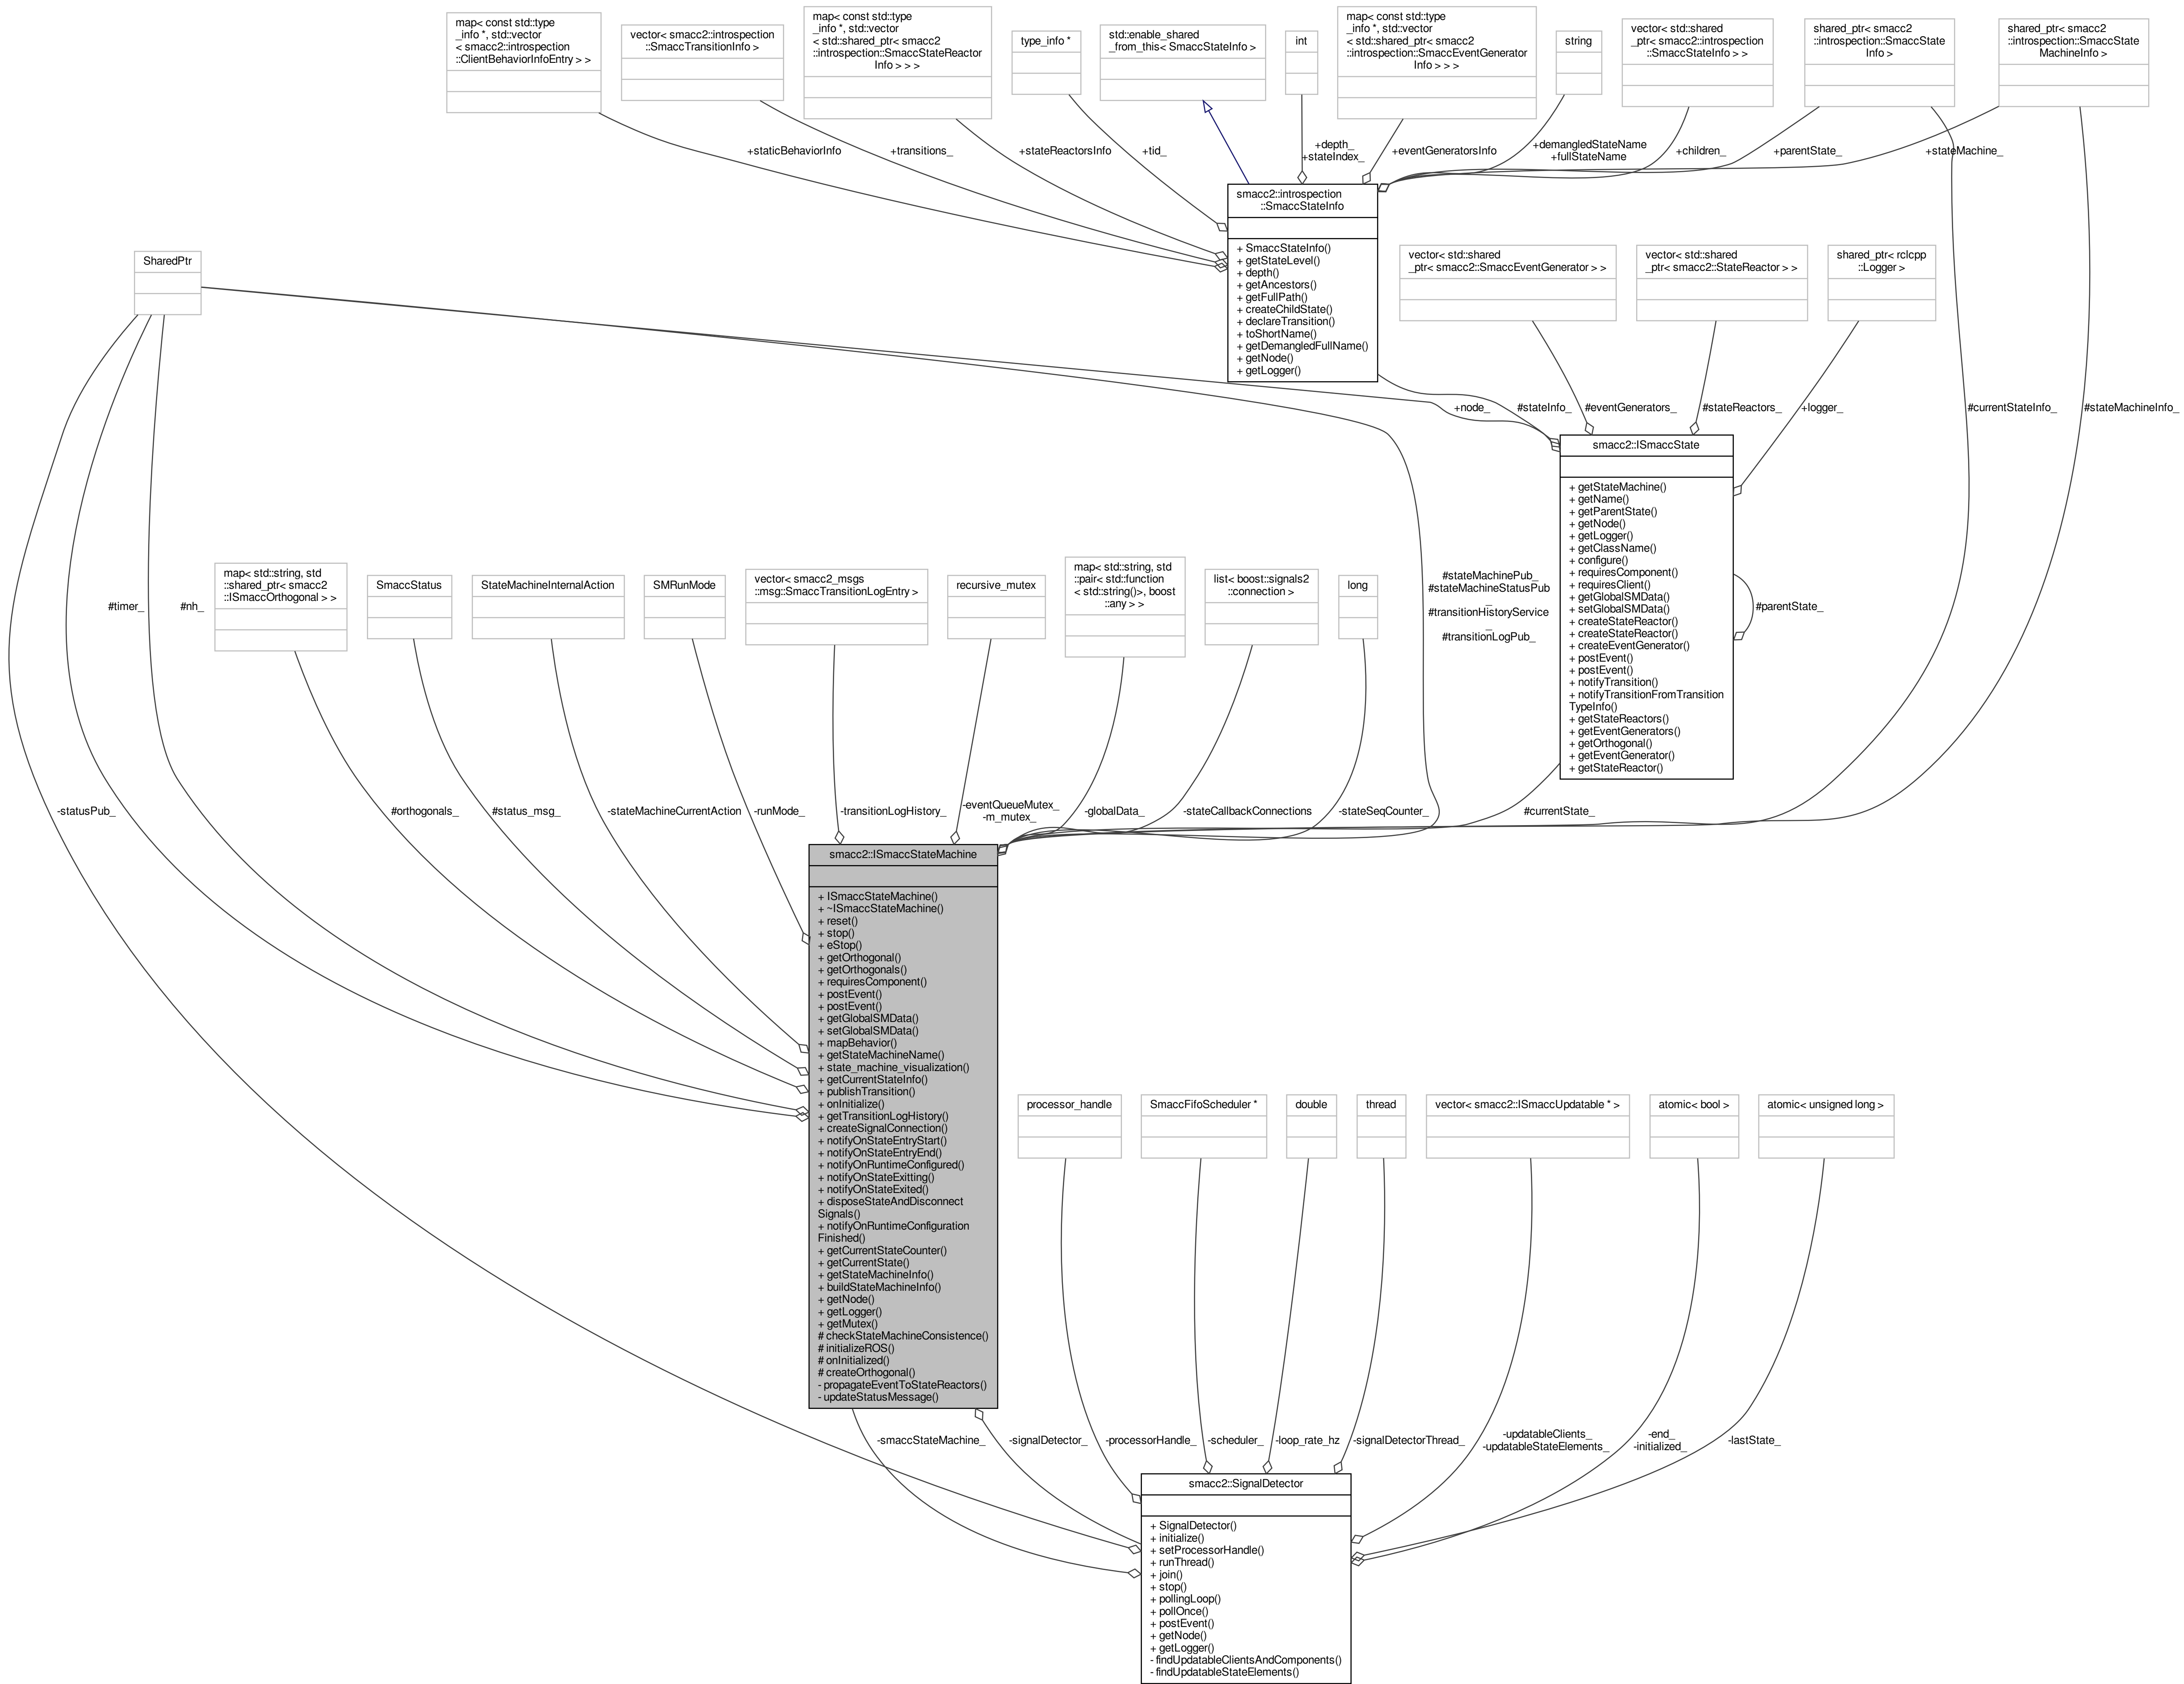 map< const std::type
_info *, std::vector
< smacc2::introspection
::ClientBehaviorInfoEntry > >
vector< smacc2::introspection
::SmaccTransitionInfo >
map< const std::type
_info *, std::vector
< std::shared_ptr< smacc2
::introspection::SmaccStateReactor
Info > > >
type_info *
std::enable_shared
_from_this< SmaccStateInfo >
int
map< const std::type
_info *, std::vector
< std::shared_ptr< smacc2
::introspection::SmaccEventGenerator
Info > > >
string
vector< std::shared
_ptr< smacc2::introspection
::SmaccStateInfo > >
shared_ptr< smacc2
::introspection::SmaccState
Info >
shared_ptr< smacc2
::introspection::SmaccState
MachineInfo >
+staticBehaviorInfo
+transitions_
+stateReactorsInfo
+tid_
+depth_
+stateIndex_
+eventGeneratorsInfo
+demangledStateName
+fullStateName
+children_
+parentState_
+stateMachine_
smacc2::introspection
::SmaccStateInfo
+ SmaccStateInfo()
+ getStateLevel()
+ depth()
+ getAncestors()
+ getFullPath()
+ createChildState()
+ declareTransition()
+ toShortName()
+ getDemangledFullName()
+ getNode()
+ getLogger()
SharedPtr
vector< std::shared
_ptr< smacc2::SmaccEventGenerator > >
vector< std::shared
_ptr< smacc2::StateReactor > >
shared_ptr< rclcpp
::Logger >
+node_
#stateInfo_
#eventGenerators_
#stateReactors_
+logger_
#currentStateInfo_
#stateMachineInfo_
smacc2::ISmaccState
+ getStateMachine()
+ getName()
+ getParentState()
+ getNode()
+ getLogger()
+ getClassName()
+ configure()
+ requiresComponent()
+ requiresClient()
+ getGlobalSMData()
+ setGlobalSMData()
+ createStateReactor()
+ createStateReactor()
+ createEventGenerator()
+ postEvent()
+ postEvent()
+ notifyTransition()
+ notifyTransitionFromTransition
TypeInfo()
+ getStateReactors()
+ getEventGenerators()
+ getOrthogonal()
+ getEventGenerator()
+ getStateReactor()
#parentState_
#timer_
#nh_
map< std::string, std
::shared_ptr< smacc2
::ISmaccOrthogonal > >
SmaccStatus
StateMachineInternalAction
SMRunMode
vector< smacc2_msgs
::msg::SmaccTransitionLogEntry >
recursive_mutex
map< std::string, std
::pair< std::function
< std::string()>, boost
::any > >
list< boost::signals2
::connection >
long
#stateMachinePub_
#stateMachineStatusPub
_
#transitionHistoryService
_
#transitionLogPub_
-statusPub_
#orthogonals_
#status_msg_
-stateMachineCurrentAction
-runMode_
-transitionLogHistory_
-eventQueueMutex_
-m_mutex_
-globalData_
-stateCallbackConnections
-stateSeqCounter_
#currentState_
smacc2::ISmaccStateMachine
+ ISmaccStateMachine()
+ ~ISmaccStateMachine()
+ reset()
+ stop()
+ eStop()
+ getOrthogonal()
+ getOrthogonals()
+ requiresComponent()
+ postEvent()
+ postEvent()
+ getGlobalSMData()
+ setGlobalSMData()
+ mapBehavior()
+ getStateMachineName()
+ state_machine_visualization()
+ getCurrentStateInfo()
+ publishTransition()
+ onInitialize()
+ getTransitionLogHistory()
+ createSignalConnection()
+ notifyOnStateEntryStart()
+ notifyOnStateEntryEnd()
+ notifyOnRuntimeConfigured()
+ notifyOnStateExitting()
+ notifyOnStateExited()
+ disposeStateAndDisconnect
Signals()
+ notifyOnRuntimeConfiguration
Finished()
+ getCurrentStateCounter()
+ getCurrentState()
+ getStateMachineInfo()
+ buildStateMachineInfo()
+ getNode()
+ getLogger()
+ getMutex()
# checkStateMachineConsistence()
# initializeROS()
# onInitialized()
# createOrthogonal()
- propagateEventToStateReactors()
- updateStatusMessage()
processor_handle
SmaccFifoScheduler *
double
thread
vector< smacc2::ISmaccUpdatable * >
atomic< bool >
atomic< unsigned long >
-smaccStateMachine_
-signalDetector_
-processorHandle_
-scheduler_
-loop_rate_hz
-signalDetectorThread_
-updatableClients_
-updatableStateElements_
-end_
-initialized_
-lastState_
smacc2::SignalDetector
+ SignalDetector()
+ initialize()
+ setProcessorHandle()
+ runThread()
+ join()
+ stop()
+ pollingLoop()
+ pollOnce()
+ postEvent()
+ getNode()
+ getLogger()
- findUpdatableClientsAndComponents()
- findUpdatableStateElements()